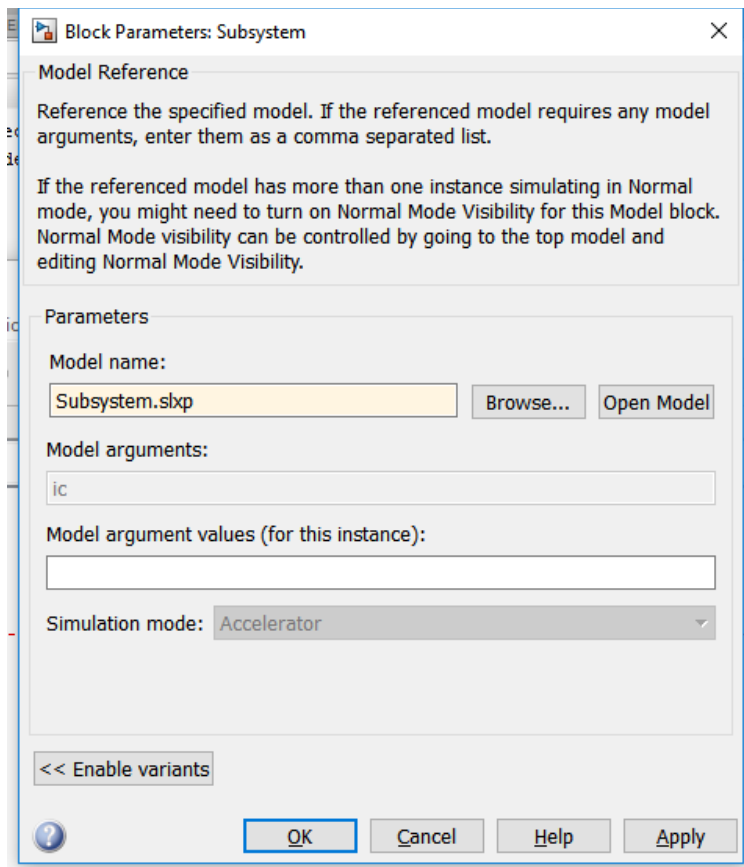 Block Parameters: Subsystem
Model Reference
Reference the specified model. If the referenced model requires any model
arguments, enter them as a comma separated list.
If the referenced model has more than one instance simulating in Normal
mode, you might need to turn on Normal Mode Visibility for this Model block.
Normal Mode visibility can be controlled by going to the top model and
editing Normal Mode Visibility.
Parameters
Model name:
Subsystem.slxp Browse... Open Model
Model arguments:
ic
Model argument values (for this instance):
Simulation mode: Accelerator
<< Enable variants
OK Cancel Help Apply